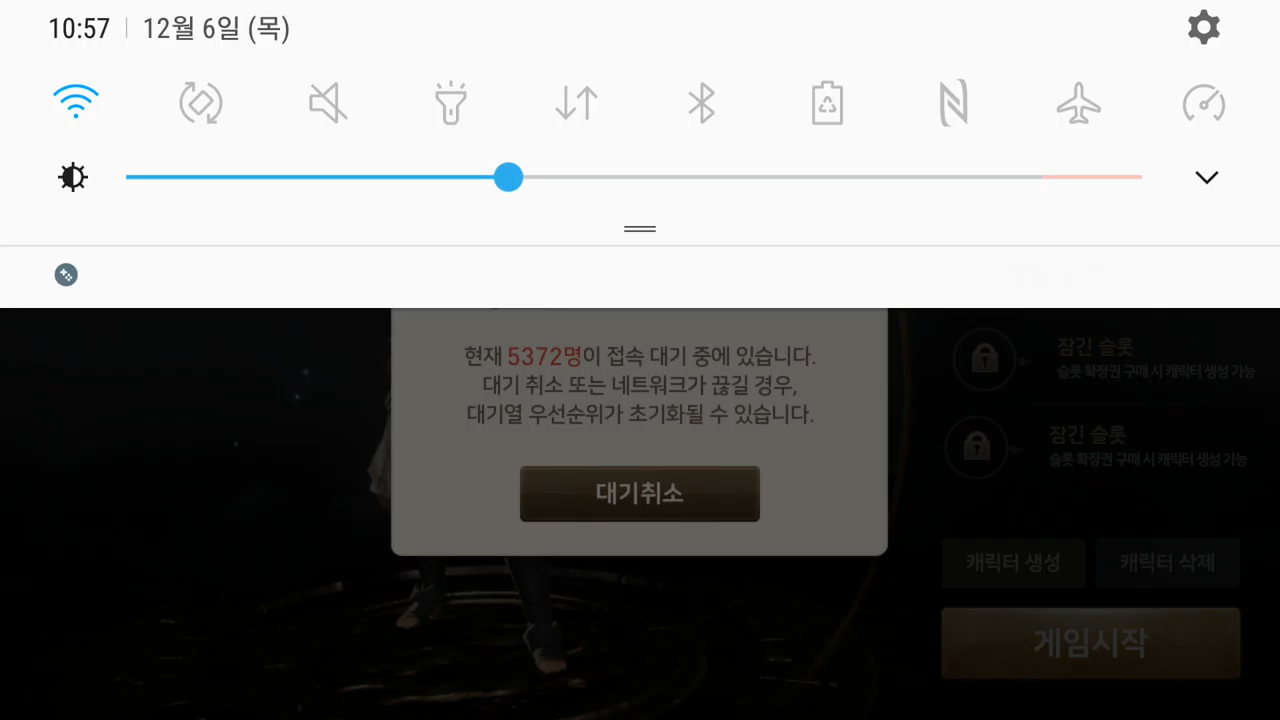 10:57 | 12월 6일 (목)
현재 5372명이 접속 대기 중에 있습니다.
대기 취소 또는 네트워크가 끊길 경우,
대기열 우선순위가 초기화될 수 있습니다.
대기취소
잠긴 슬롯
슬롯 확장권 구매 시 캐릭터 생성 가능
잠긴 슬롯
슬롯 확장권 구매 시 캐릭터 생성 가능
캐릭터 생성
캐릭터 삭제
게임시작